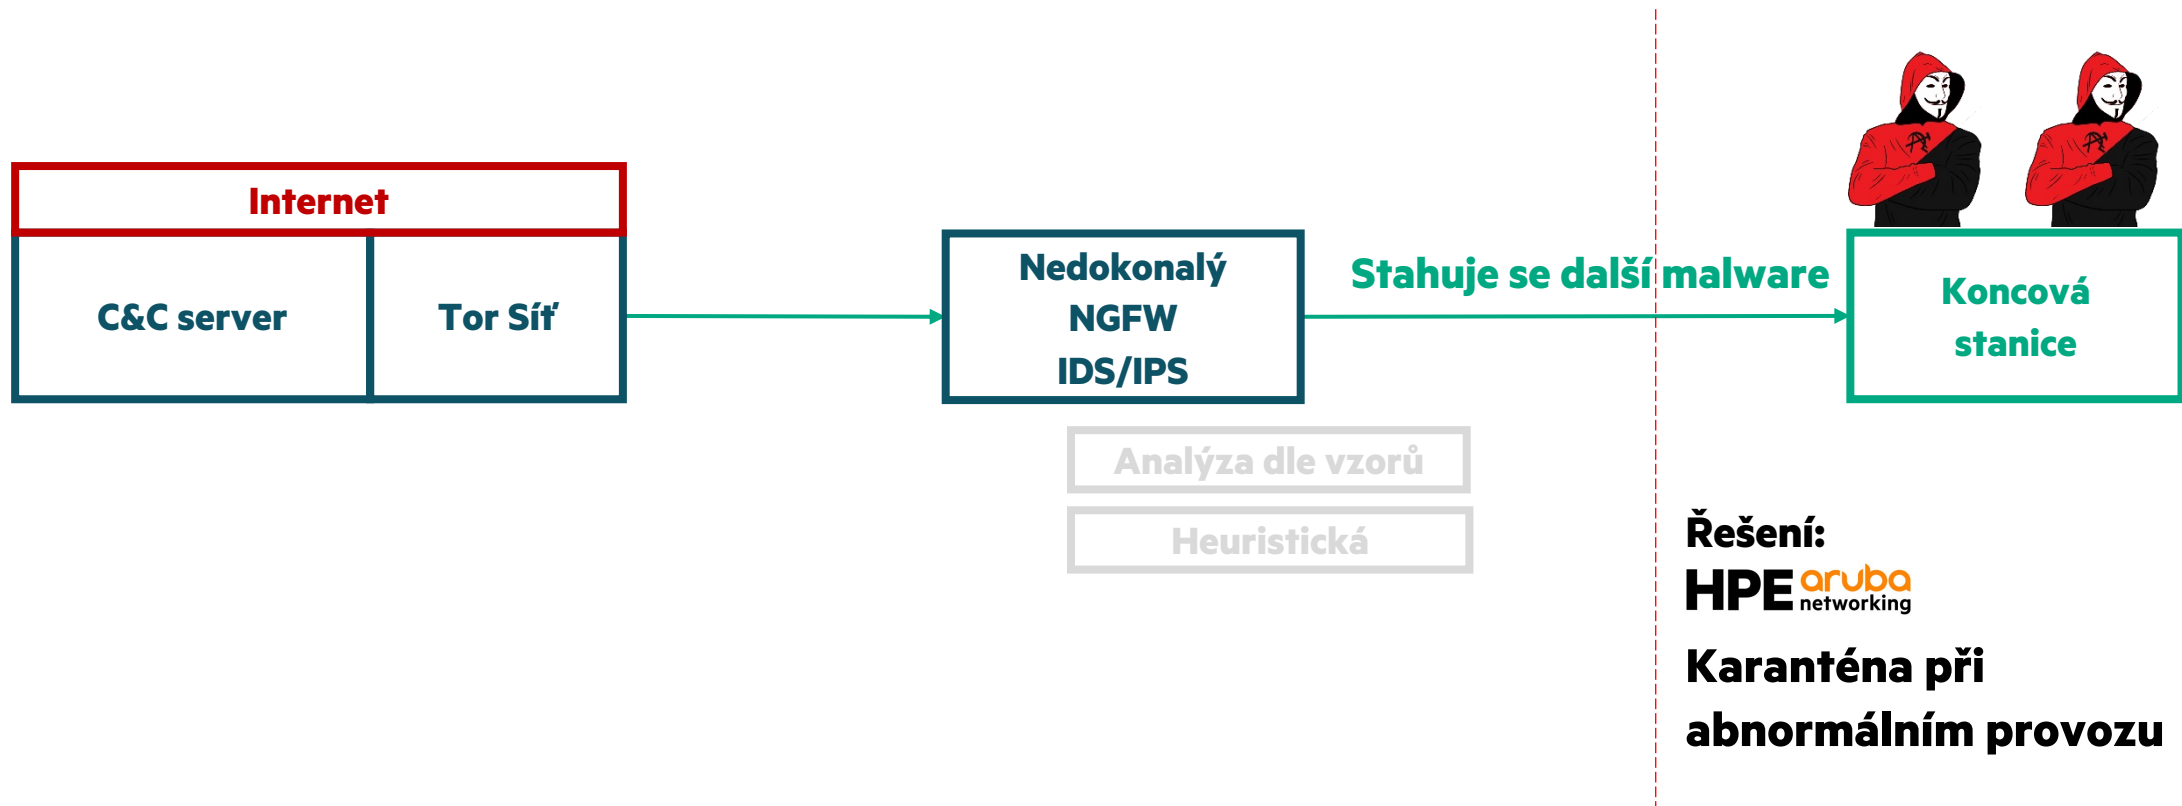 Internet
C&C server
Tor Síť
Nedokonalý
NGFW
IDS/IPS
Stahuje se další malware
Koncová
stanice
Analýza dle vzorů
Heuristická
Řešení:
HPE aruba
networking
Karanténa při
abnormálním provozu